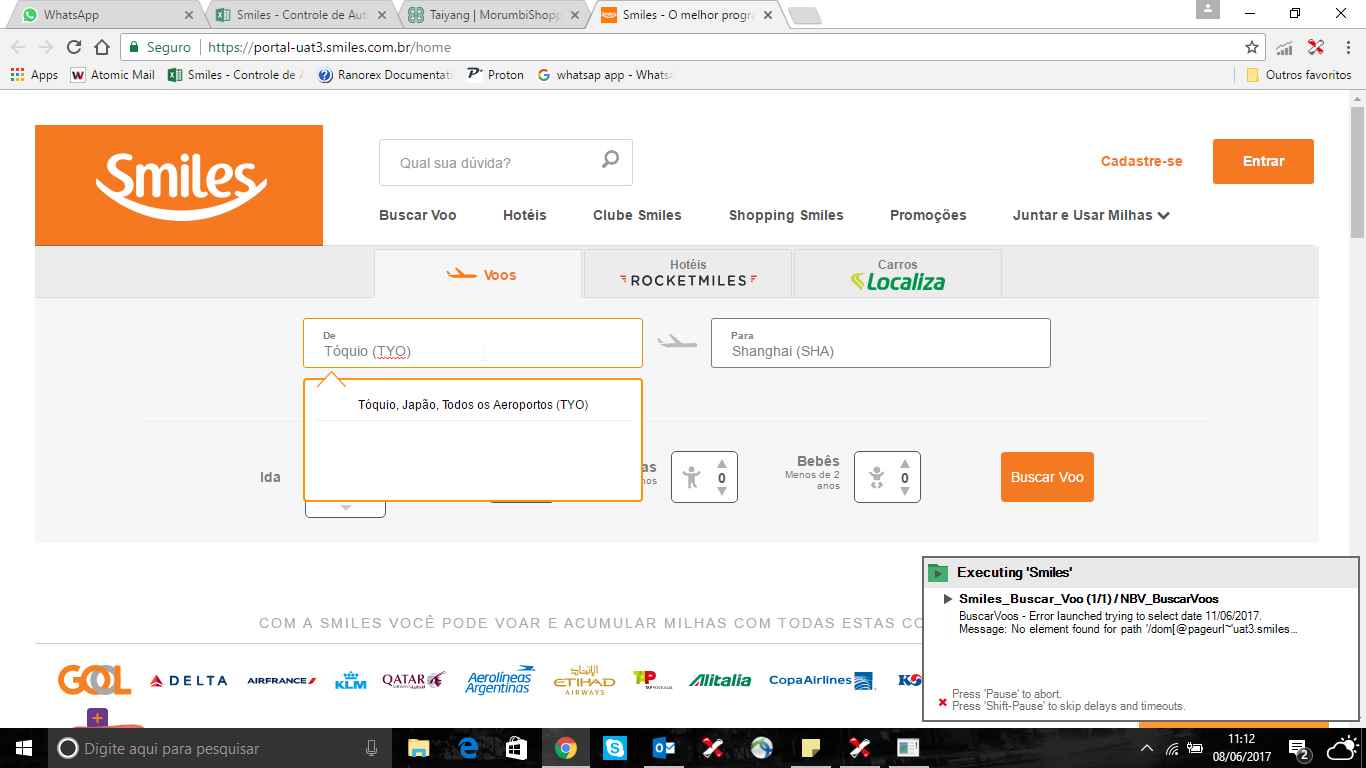 WhatsApp
Smiles - Controle de Aut
Taiyang | MorumbiShopp
Smiles - O melhor progra
Seguro
https://portal-uat3.smiles.com.br/home
Apps
Atomic Mail
Smiles - Controle de A
Ranorex Documentati
Proton
whatsap app - Whats
Outros favoritos
Smiles
Qual sua dúvida?
Cadastre-se
Entrar
Buscar Voo
Hotéis
Clube Smiles
Shopping Smiles
Promoções
Juntar e Usar Milhas
Voos
Hotéis
ROCKETMILES
Carros
Localiza
De
Tóquio (TYO)
Para
Shanghai (SHA)
Tóquio, Japão, Todos os Aeroportos (TYO)
Ida
as
nos
0
Bebês
Menos de 2
anos
0
Buscar Voo
COM A SMILES VOCÊ PODE VOAR E ACUMULAR MILHAS COM TODAS ESTAS CO
GOL
DELTA
AIRFRANCE
KLM
QATAR
Aerolíneas
Argentinas
ETIHAD
AIRWAYS
TAP
Alitalia
CopaAirlines
Executing 'Smiles'
Smiles_Buscar_Voo (1/1) / NBV_BuscarVoos
BuscarVoos - Error launched trying to select date 11/06/2017.
Message: No element found for path '/dom[@pageurl~'uat3.smiles...
Press 'Pause' to abort.
Press 'Shift-Pause' to skip delays and timeouts.
Digite aqui para pesquisar
11:12
08/06/2017
2